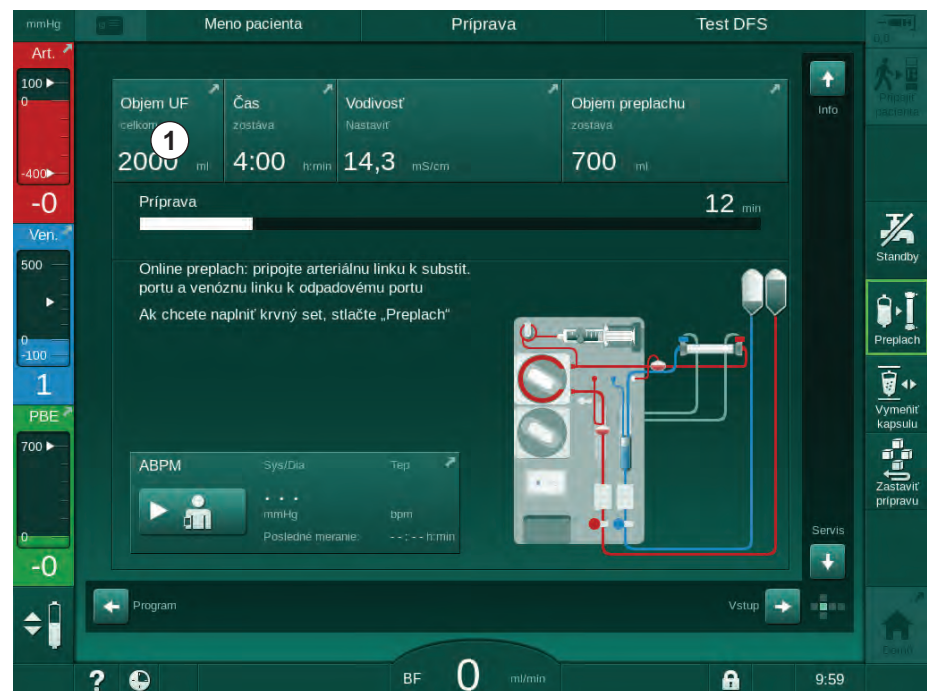 mmHg
Meno pacienta
Príprava
Test DFS
Art.
100
0
-400
-0
Ven.
500
0
-100
1
PBE
700
0
-0
Objem UF
2000 ml
1
Čas
zostáva
4:00 h:min
Vodivosť
Nastaviť
14,3 mS/cm
Objem preplachu
zostáva
700 ml
Príprava
12 min
Online preplach: pripojte arteriálnu linku k substit.
portu a venóznu linku k odpadovému portu
Ak chcete naplniť krvný set, stlačte „Preplach“
ABPM
Sys/Dia
Tep
. . .
mmHg
bpm
Posledné meranie:
--:-- h:min
Info
Servis
Program
Vstup
Pripojiť
pacienta
Standby
Preplach
Vymeniť
kapsulu
Zastaviť
prípravu
Domov
?
BF
0
ml/min
9:59